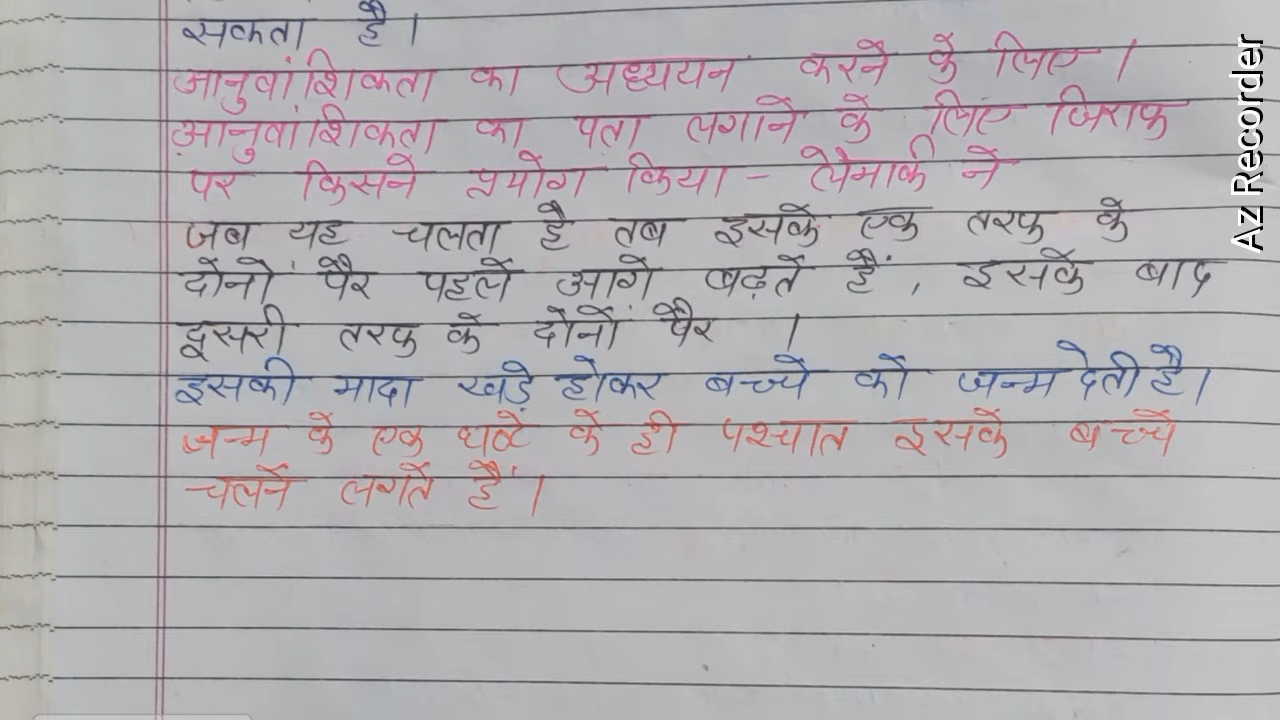 सकता है।
आनुवांशिकता का अध्ययन करने के लिए।
आनुवांशिकता का पता लगाने के लिए जिराफ
पर किसने प्रयोग किया - लैमार्क ने
जब यह चलता है तब इसके एक तरफ के
दोनों पैर पहले आगे बढ़ते हैं, इसके बाद
दूसरी तरफ के दोनों पैर ।
इसकी मादा खड़े होकर बच्चे को जन्म देती है।
जन्म के एक घण्टे के ही पश्चात इसके बच्चे
चलने लगते हैं।
Az Recorder